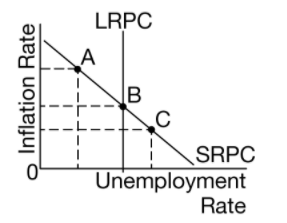 LRPC
Inflation Rate
A
B
C
SRPC
0
Unemployment
Rate